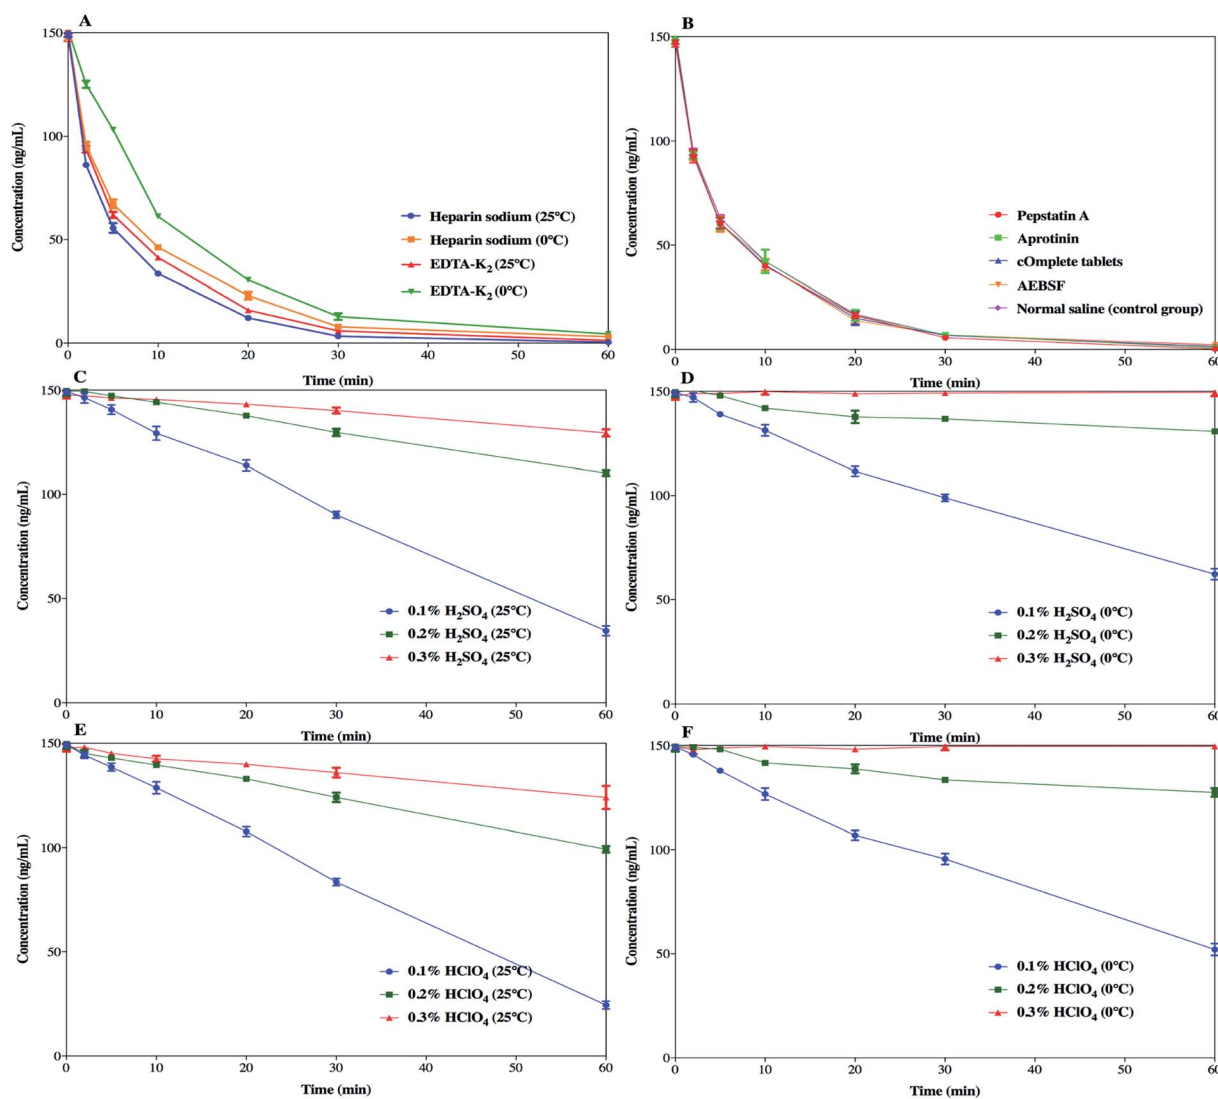 A
150
100
50
0
Concentration (ng/mL)
Heparin sodium (25°C)
Heparin sodium (0°C)
EDTA-K2 (25°C)
EDTA-K2 (0°C)
0 10 20 30 40 50 60
Time (min)
B
150
100
50
0
Concentration (ng/mL)
Pepstatin A
Aprotinin
cOmplete tablets
AEBSF
Normal saline (control group)
0 10 20 30 40 50 60
Time (min)
C
150
100
50
0
Concentration (ng/mL)
0.1% H2SO4 (25°C)
0.2% H2SO4 (25°C)
0.3% H2SO4 (25°C)
0 10 20 30 40 50 60
Time (min)
D
150
100
50
0
Concentration (ng/mL)
0.1% H2SO4 (0°C)
0.2% H2SO4 (0°C)
0.3% H2SO4 (0°C)
0 10 20 30 40 50 60
Time (min)
E
150
100
50
0
Concentration (ng/mL)
0.1% HClO4 (25°C)
0.2% HClO4 (25°C)
0.3% HClO4 (25°C)
0 10 20 30 40 50 60
Time (min)
F
150
100
50
0
Concentration (ng/mL)
0.1% HClO4 (0°C)
0.2% HClO4 (0°C)
0.3% HClO4 (0°C)
0 10 20 30 40 50 60
Time (min)